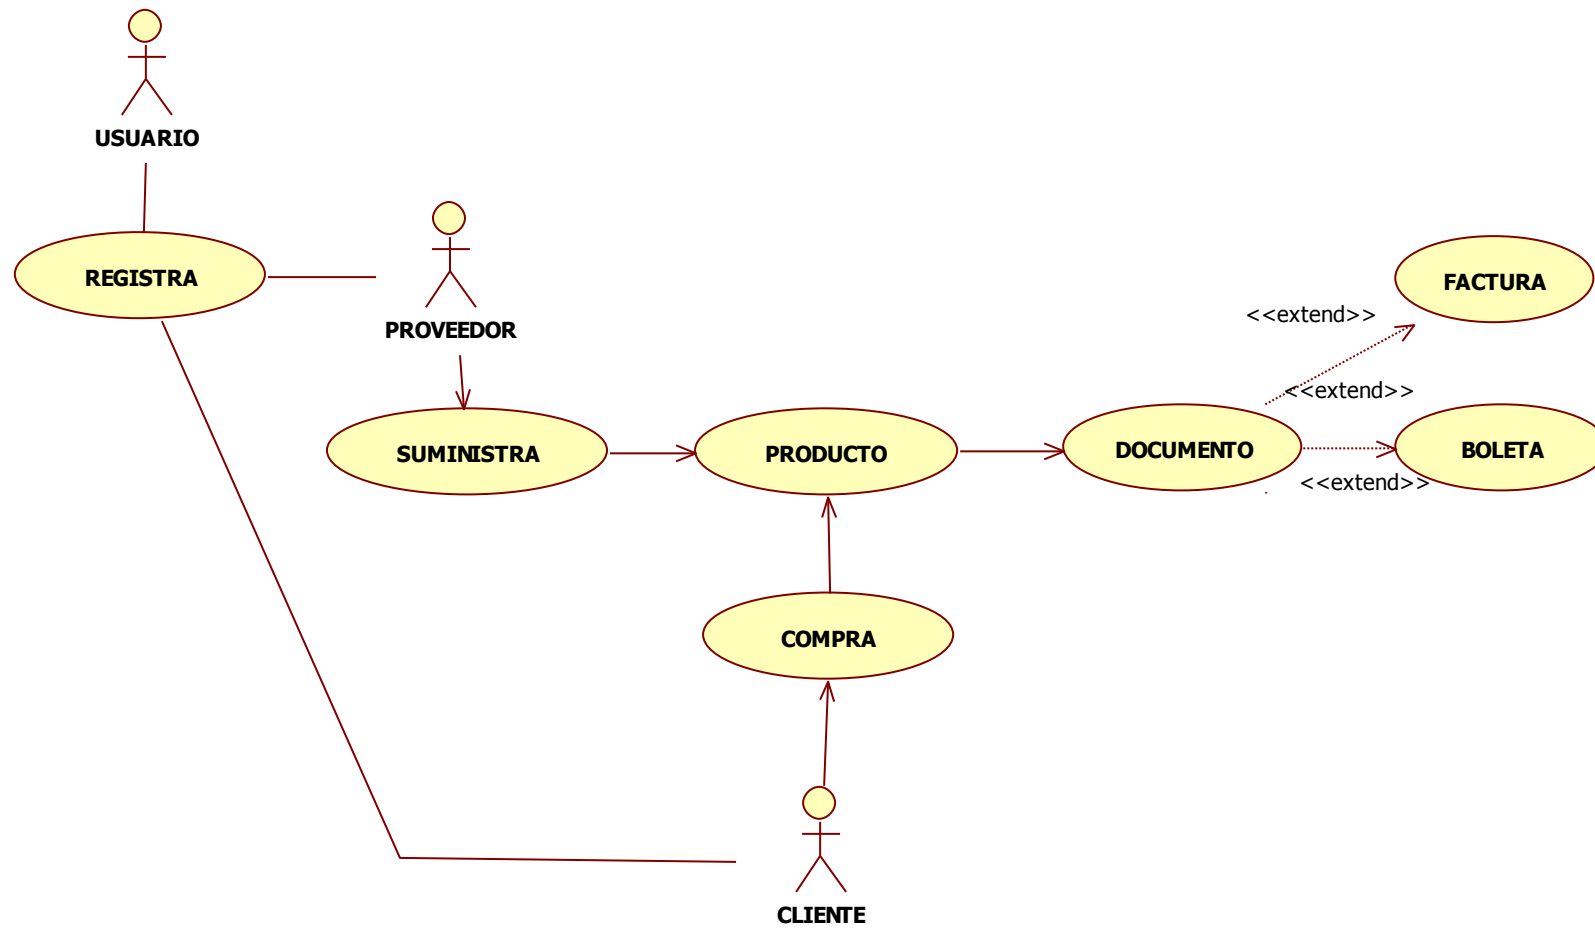 USUARIO
REGISTRA
PROVEEDOR
FACTURA
<<extend>>
<<extend>>
SUMINISTRA
PRODUCTO
DOCUMENTO
BOLETA
<<extend>>
COMPRA
CLIENTE